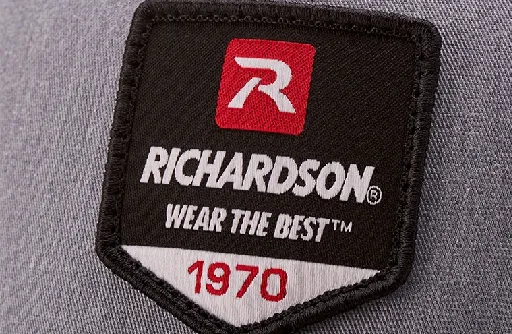 R
RICHARDSON®
WEAR THE BEST™
1970